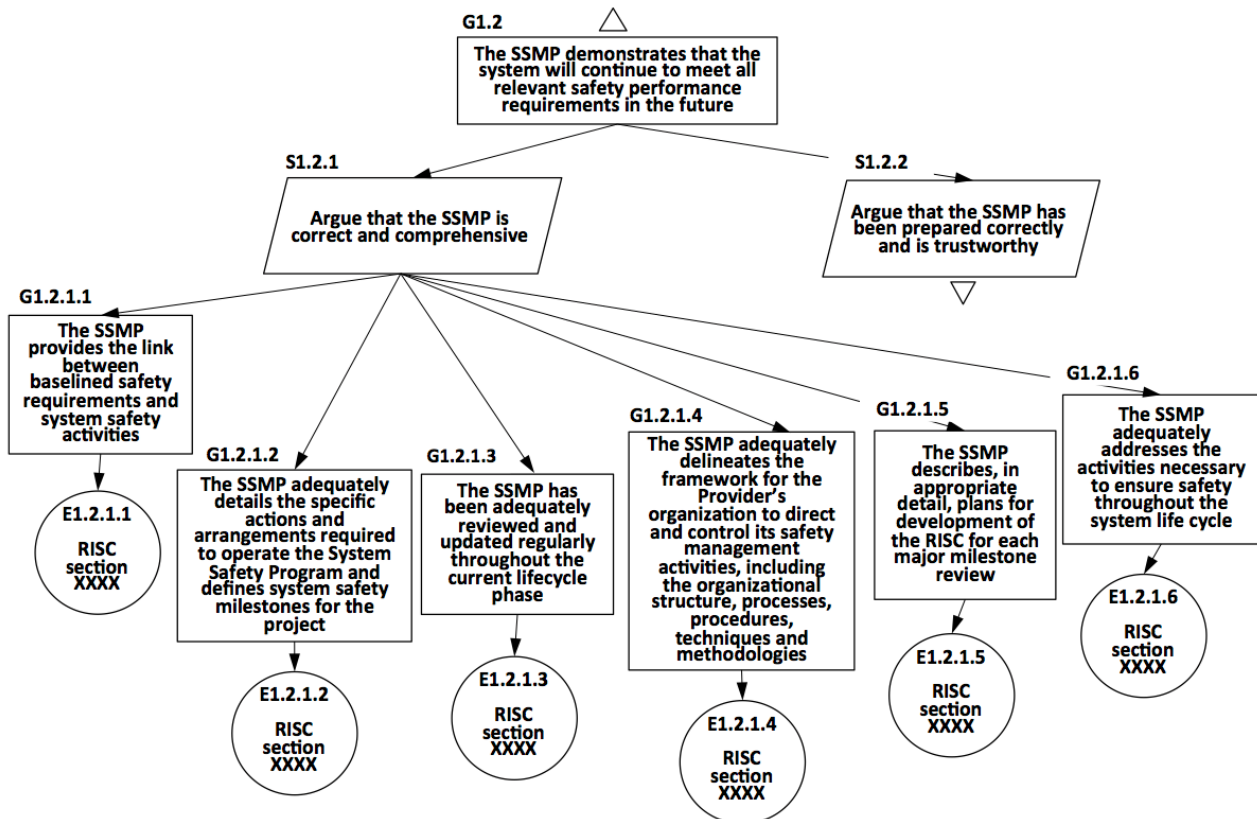 G1.2
The SSMP demonstrates that the
system will continue to meet all
relevant safety performance
requirements in the future
S1.2.1
Argue that the SSMP is
correct and comprehensive
S1.2.2
Argue that the SSMP has
been prepared correctly
and is trustworthy
G1.2.1.1
The SSMP
provides the link
between
baselined safety
requirements and
system safety
activities
E1.2.1.1
RISC
section
XXXX
G1.2.1.2
The SSMP adequately
details the specific
actions and
arrangements required
to operate the System
Safety Program and
defines system safety
milestones for the
project
E1.2.1.2
RISC
section
XXXX
G1.2.1.3
The SSMP has
been adequately
reviewed and
updated regularly
throughout the
current lifecycle
phase
E1.2.1.3
RISC
section
XXXX
G1.2.1.4
The SSMP adequately
delineates the
framework for the
Provider's
organization to direct
and control its safety
management
activities, including
the organizational
structure, processes,
procedures,
techniques and
methodologies
E1.2.1.4
RISC
section
XXXX
G1.2.1.5
The SSMP
describes, in
appropriate
detail, plans for
development of
the RISC for each
major milestone
review
E1.2.1.5
RISC
section
XXXX
G1.2.1.6
The SSMP
adequately
addresses the
activities necessary
to ensure safety
throughout the
system life cycle
E1.2.1.6
RISC
section
XXXX